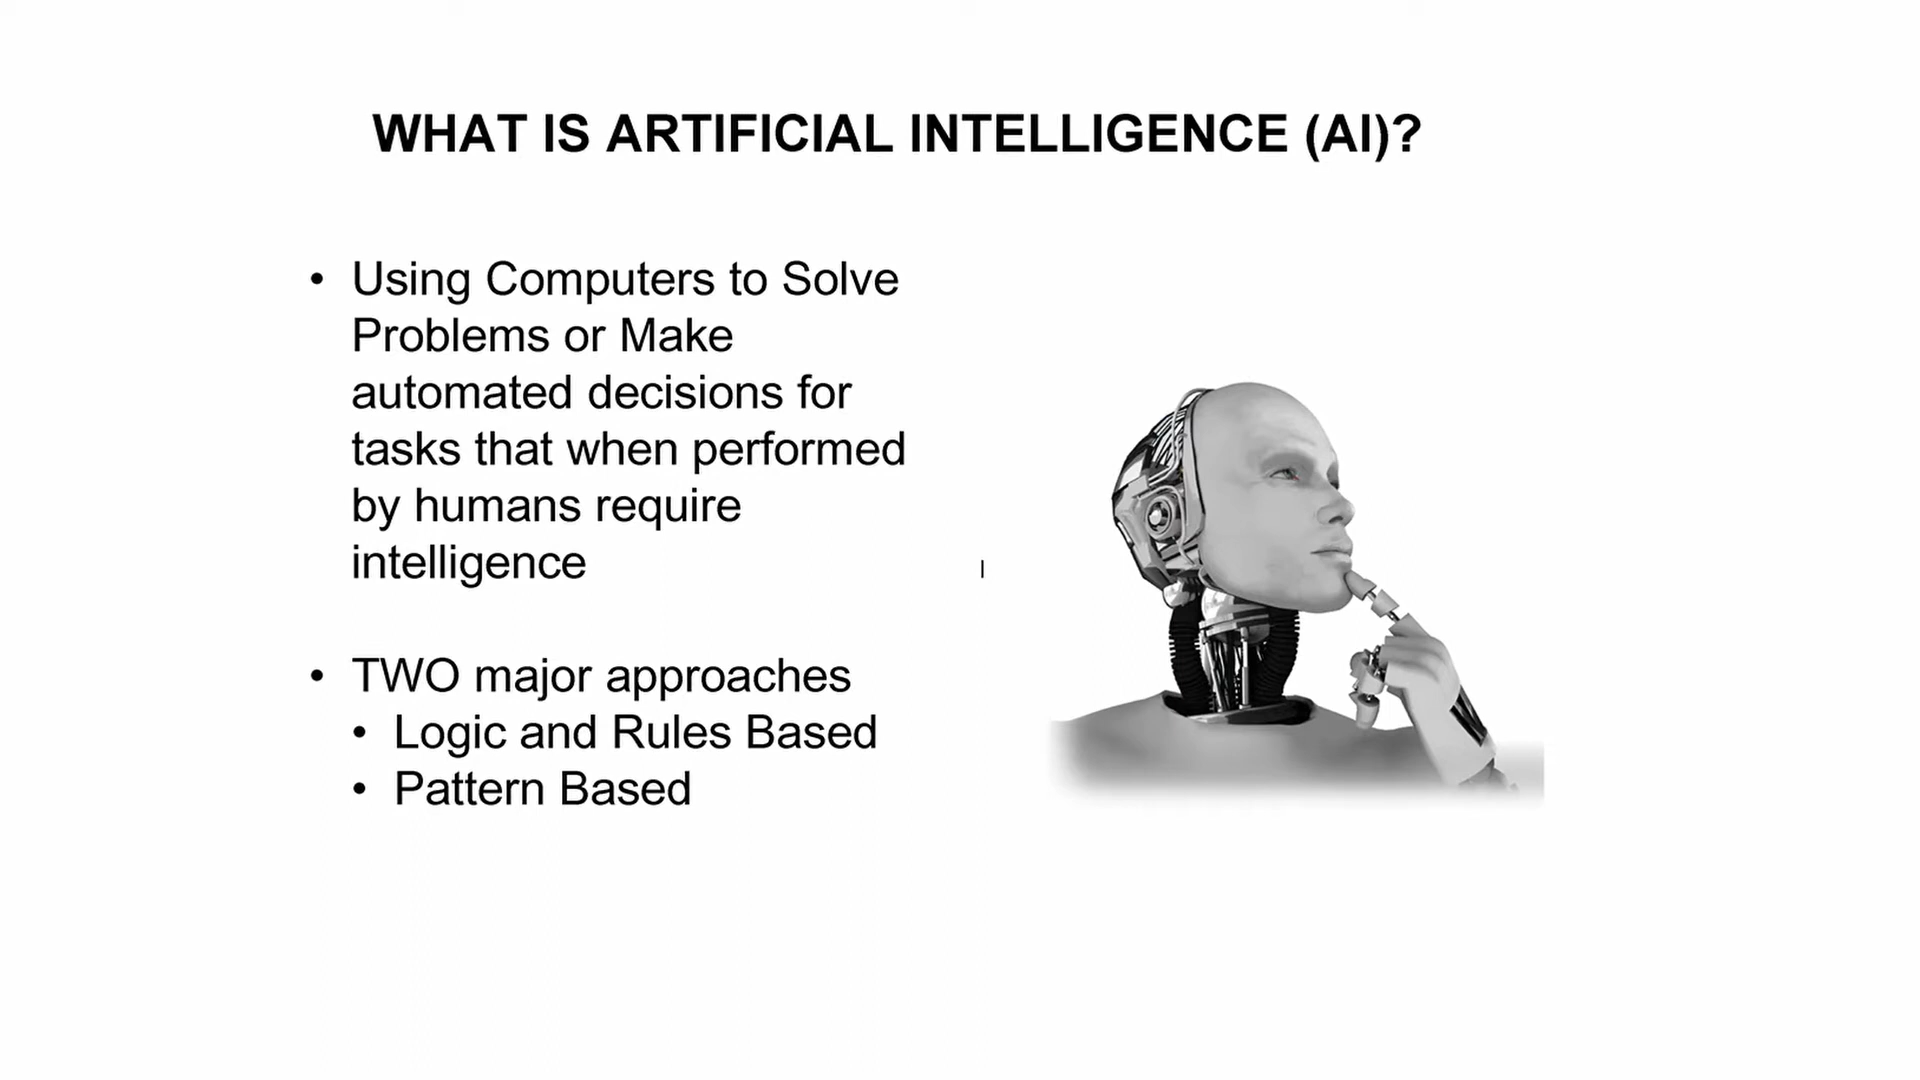 WHAT IS ARTIFICIAL INTELLIGENCE (AI)?
• Using Computers to Solve
Problems or Make
automated decisions for
tasks that when performed
by humans require
intelligence
• TWO major approaches
• Logic and Rules Based
• Pattern Based